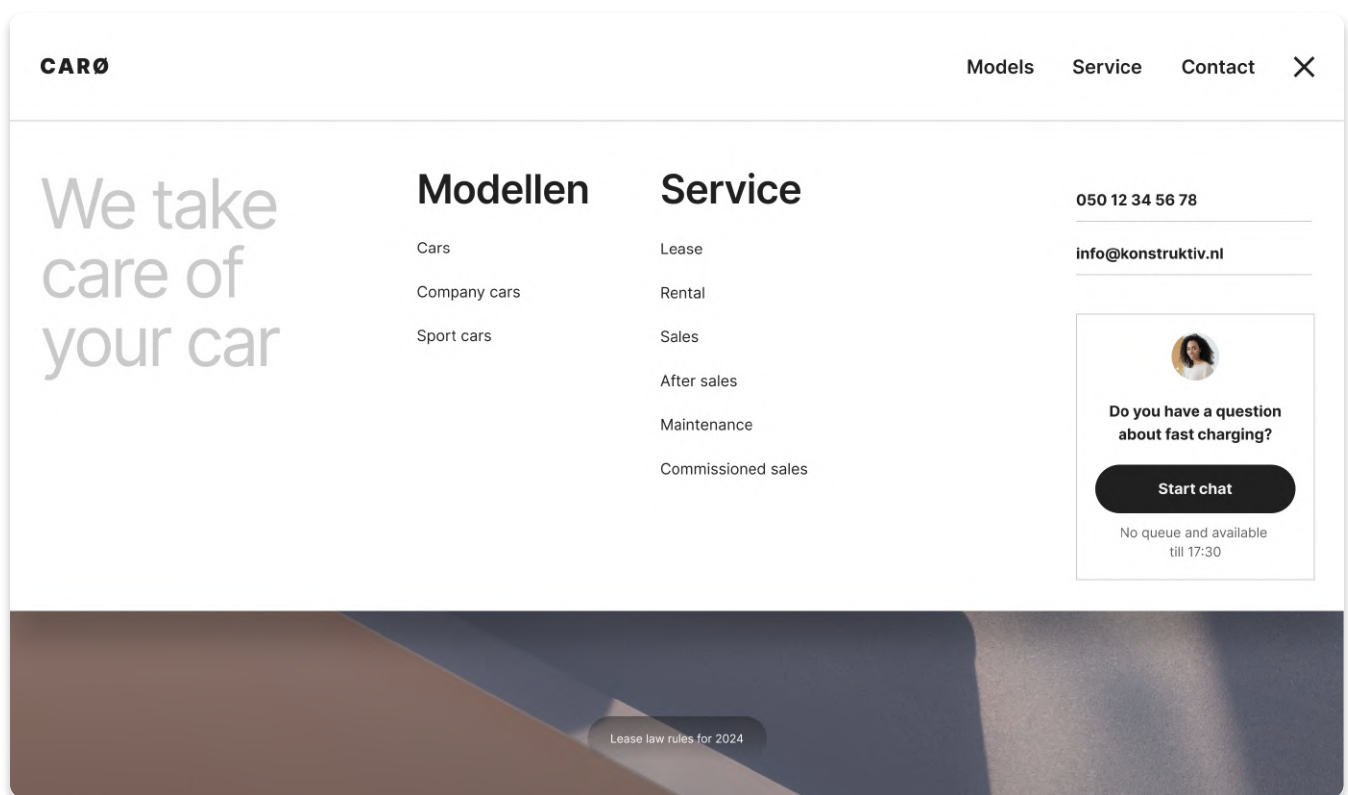 CARØ
Models
Service
Contact
We take
care of
your car
Modellen
Cars
Company cars
Sport cars
Service
Lease
Rental
Sales
After sales
Maintenance
Commissioned sales
050 12 34 56 78
info@konstruktiv.nl
Do you have a question
about fast charging?
Start chat
No queue and available
till 17:30
Lease law rules for 2024